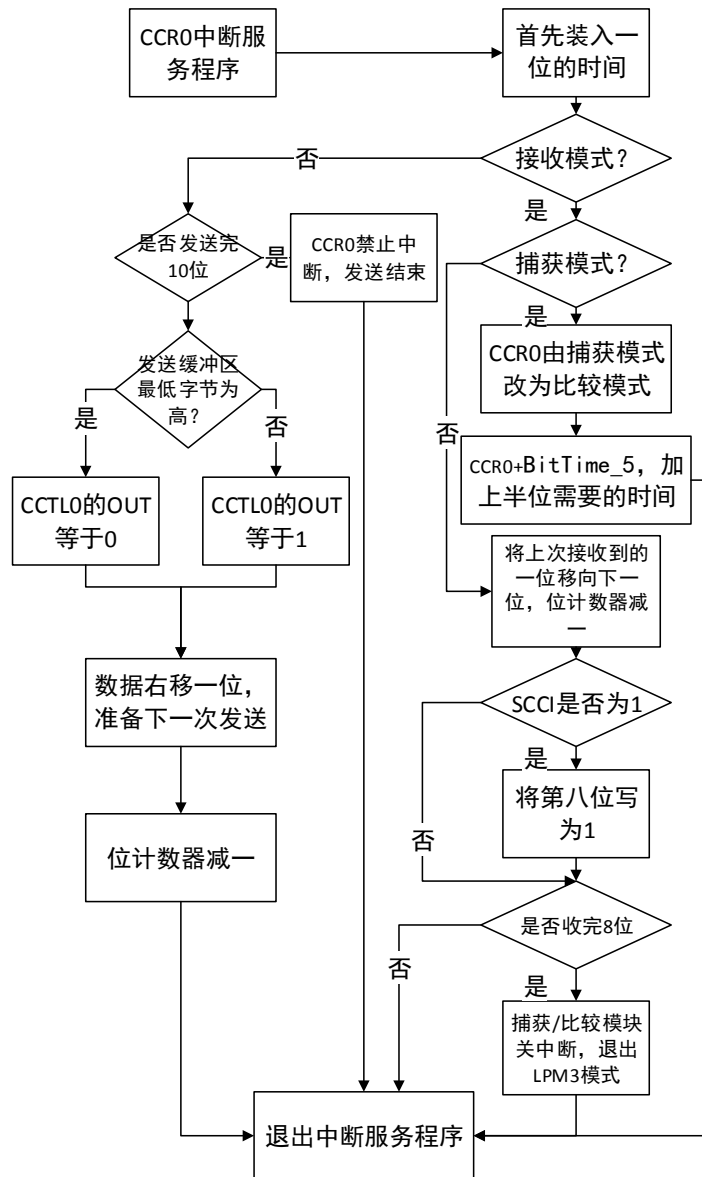 CCR0中断服
务程序
首先装入一
位的时间
接收模式？
否
是
是否发送完
10位
是
CCR0禁止中
断，发送结束
捕获模式？
是
否
CCR0由捕获模式
改为比较模式
发送缓冲区
最低字节为
高？
是
否
CCR0+BitTime_5，加
上半位需要的时间
CCTL0的OUT
等于0
CCTL0的OUT
等于1
将上次接收到的
一位移向下一
位，位计数器减
一
数据右移一位，
准备下一次发送
SCCI是否为1
是
否
将第八位写
为1
位计数器减一
是否收完8位
否
是
捕获/比较模块
关中断，退出
LPM3模式
退出中断服务程序